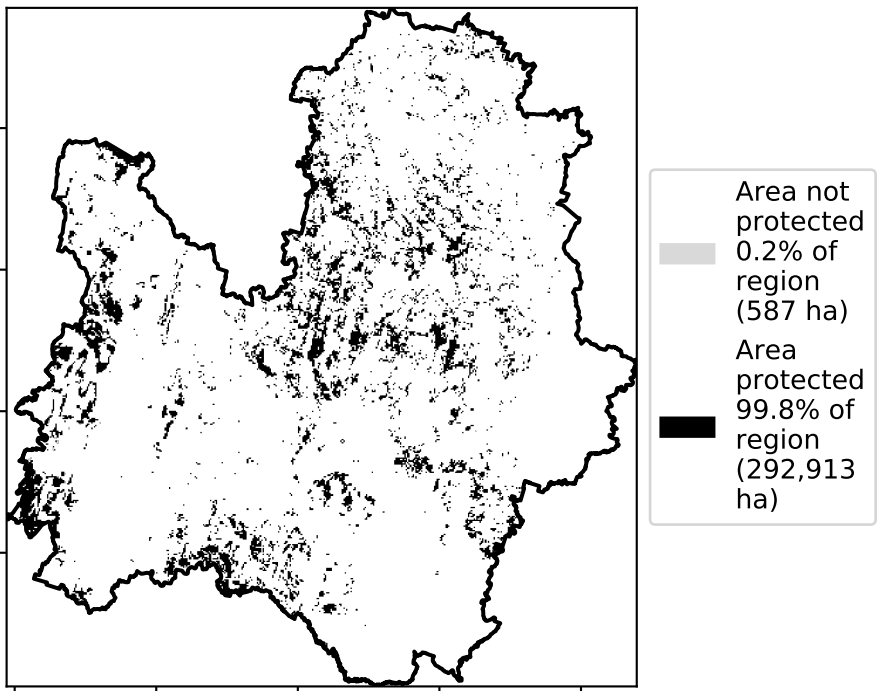 Area not
protected
0.2% of
region
(587 ha)
Area
protected
99.8% of
region
(292,913
ha)